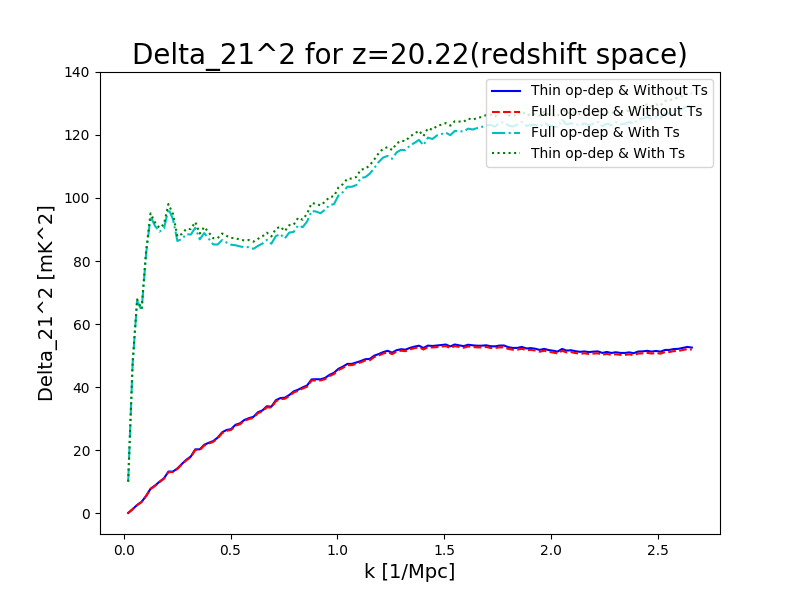 Delta_21^2 for z=20.22(redshift space)
Thin op-dep & Without Ts
Full op-dep & Without Ts
Full op-dep & With Ts
Thin op-dep & With Ts
Delta_21^2 [mK^2]
140
120
100
80
60
40
20
0
0.0
0.5
1.0
1.5
2.0
2.5
k [1/Mpc]